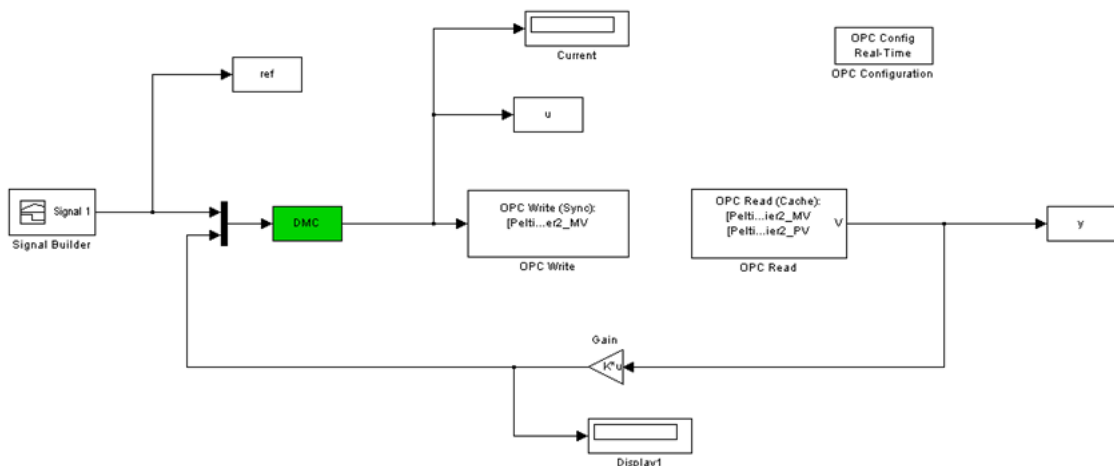 Current
OPC Config
Real-Time
OPC Configuration
ref
u
Signal 1
Signal Builder
DMC
OPC Write (Sync):
[Pelti...er2_MV
OPC Write
OPC Read (Cache):
[Pelti...ier2_MV
[Pelti...ier2_PV
V
OPC Read
y
Gain
K*u
Display1